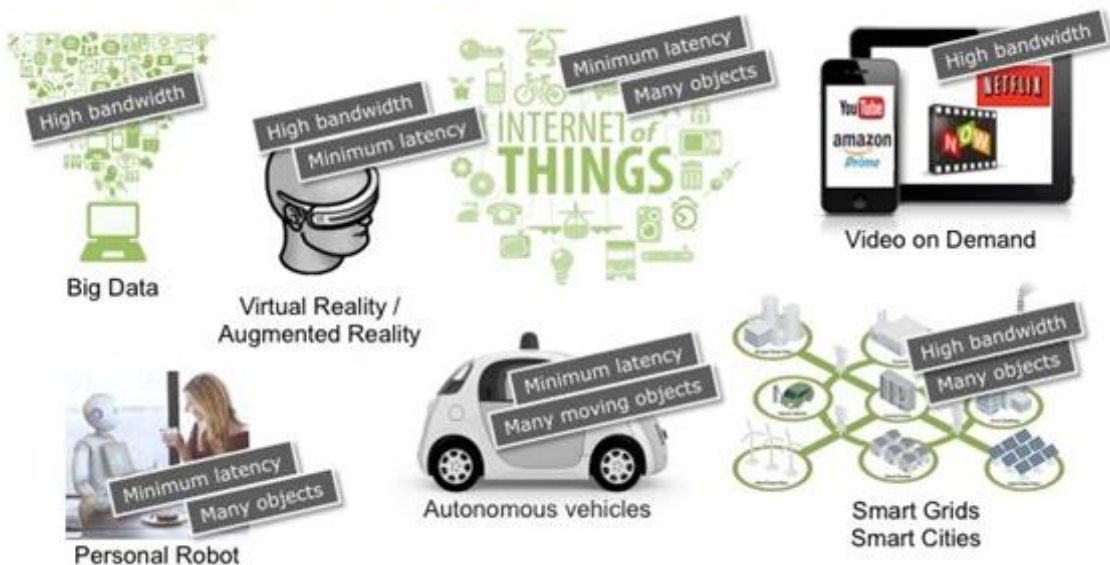 High bandwidth
Big Data
High bandwidth
Minimum latency
Virtual Reality /
Augmented Reality
Minimum latency
Many objects
INTERNET of
THINGS
High bandwidth
NETFLIX
YouTube
amazon
Prime
NOW
Video on Demand
Minimum latency
Many objects
Personal Robot
Minimum latency
Many moving objects
Autonomous vehicles
High bandwidth
Many objects
Smart Grids
Smart Cities